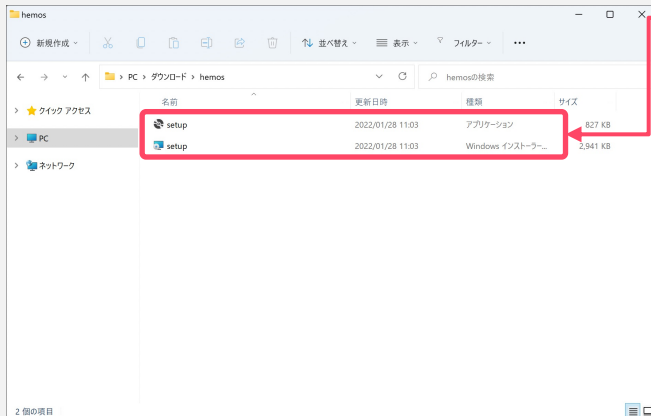 hemos
新規作成
並べ替え
表示
フィルター
PC
ダウンロード
hemos
hemosの検索
クイック アクセス
PC
ネットワーク
名前 更新日時 種類 サイズ
setup 2022/01/28 11:03 アプリケーション 827 KB
setup 2022/01/28 11:03 Windows インストーラー... 2,941 KB
2 個の項目